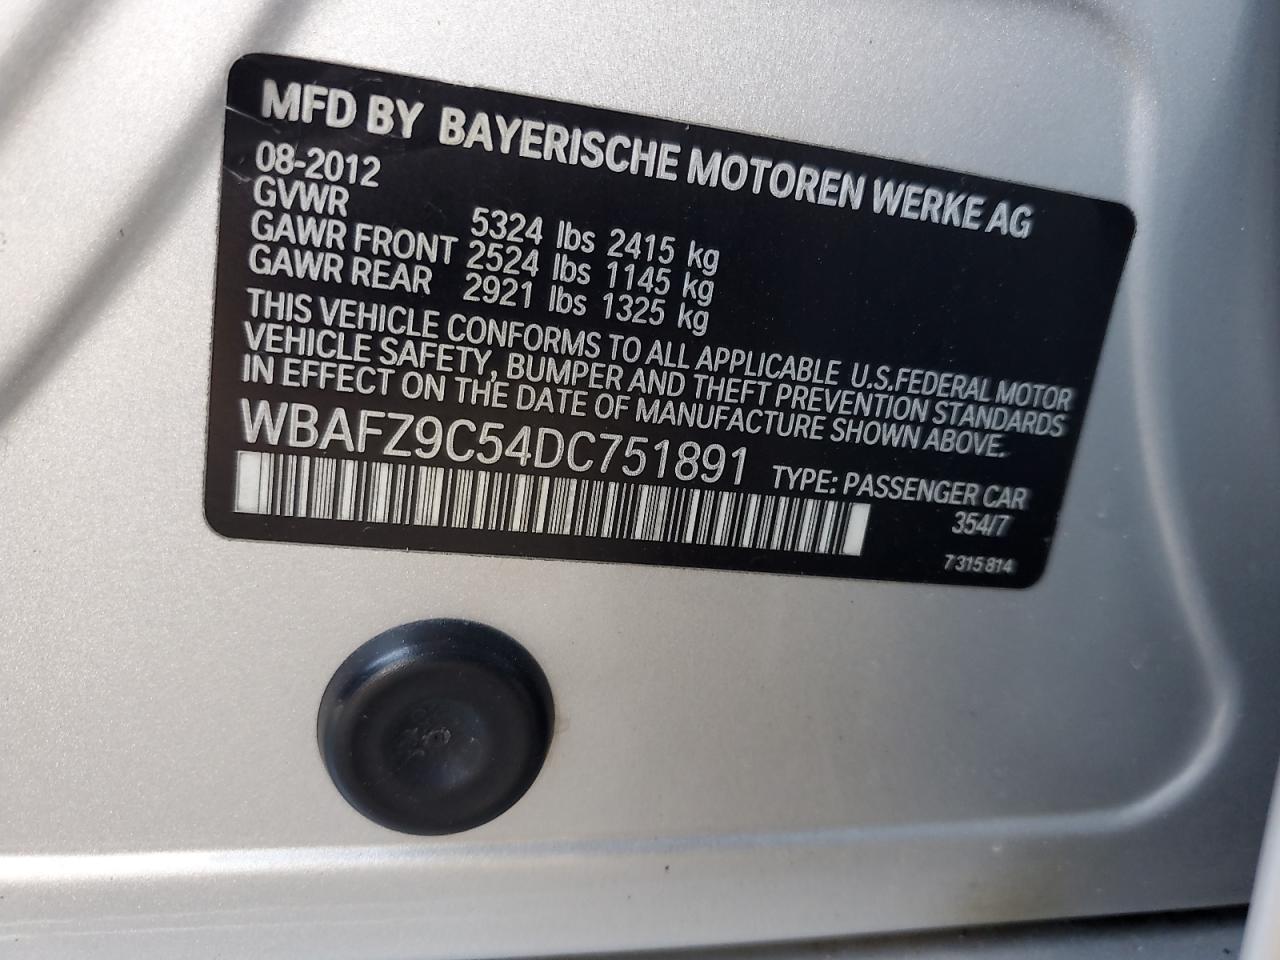 MFD BY BAYERISCHE MOTOREN WERKE AG
08-2012
GVWR 5324 lbs 2415 kg
GAWR FRONT 2524 lbs 1145 kg
GAWR REAR 2921 lbs 1325 kg
THIS VEHICLE CONFORMS TO ALL APPLICABLE U.S.FEDERAL MOTOR
VEHICLE SAFETY, BUMPER AND THEFT PREVENTION STANDARDS
IN EFFECT ON THE DATE OF MANUFACTURE SHOWN ABOVE.
WBAFZ9C54DC751891 TYPE: PASSENGER CAR
354/7
7 315 814